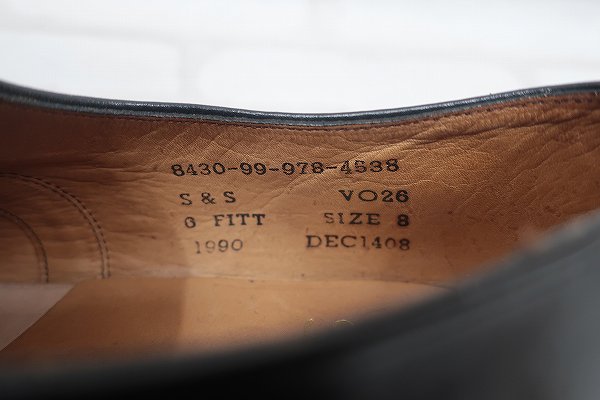 8430-99-978-4538
S & S VO26
6 FITT SIZE 8
1990 DEC1408